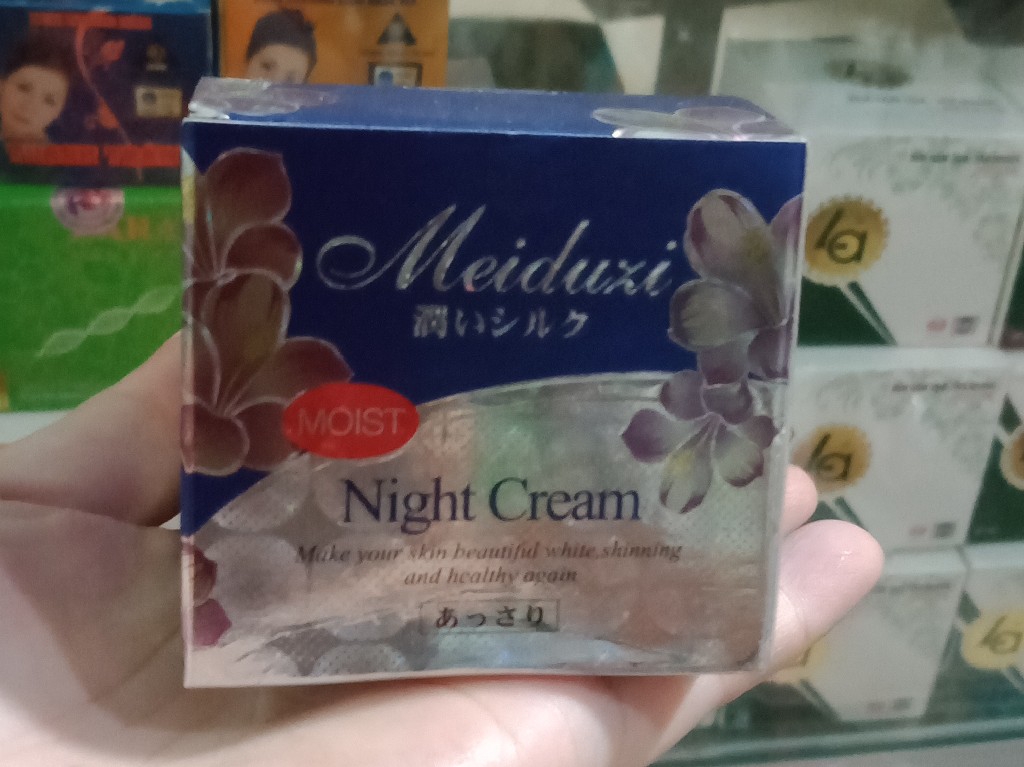 Meiduzi
潤いシルク
MOIST
Night Cream
Make your skin beautiful white,shinning
and healthy again
あっさり